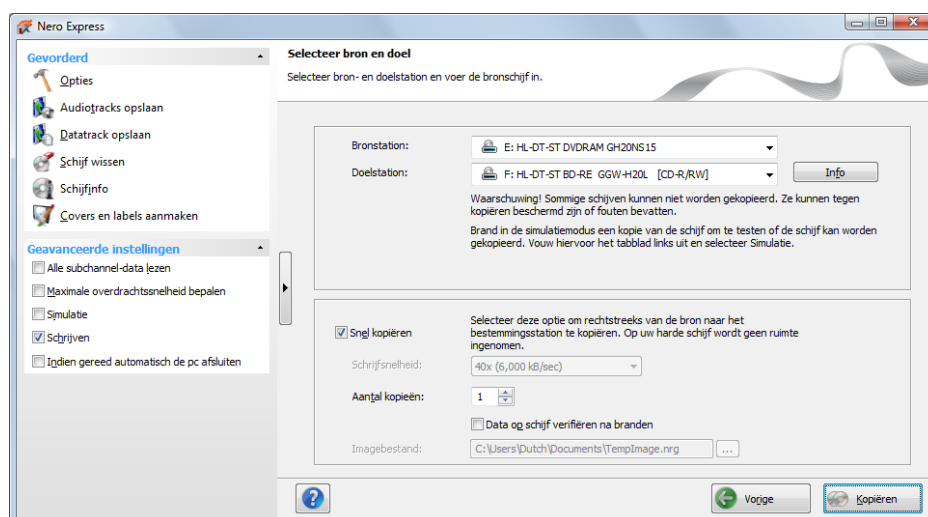 Nero Express
Gevorderd
Opties
Audiotracks opslaan
Datatrack opslaan
Schijf wissen
Schijfinfo
Covers en labels aanmaken
Geavanceerde instellingen
Alle subchannel-data lezen
Maximale overdrachtssnelheid bepalen
Simulatie
Schrijven
Indien gereed automatisch de pc afsluiten
Selecteer bron en doel
Selecteer bron- en doelstation en voer de bronschijf in.
Bronstation:
E: HL-DT-ST DVDRAM GH20NS15
Doelstation:
F: HL-DT-ST BD-RE GGW-H20L [CD-R/RW]
Info
Waarschuwing! Sommige schijven kunnen niet worden gekopieerd. Ze kunnen tegen
kopiëren beschermd zijn of fouten bevatten.
Brand in de simulatiemodus een kopie van de schijf om te testen of de schijf kan worden
gekopieerd. Vouw hiervoor het tabblad links uit en selecteer Simulatie.
Snel kopiëren
Selecteer deze optie om rechtstreeks van de bron naar het
bestemmingsstation te kopiëren. Op uw harde schijf wordt geen ruimte
ingenomen.
Schrijfsnelheid:
40x (6,000 kB/sec)
Aantal kopieën:
1
Data op schijf verifiëren na branden
Imagebestand:
C:\Users\Dutch\Documents\TempImage.nrg
...
Vorige
Kopiëren